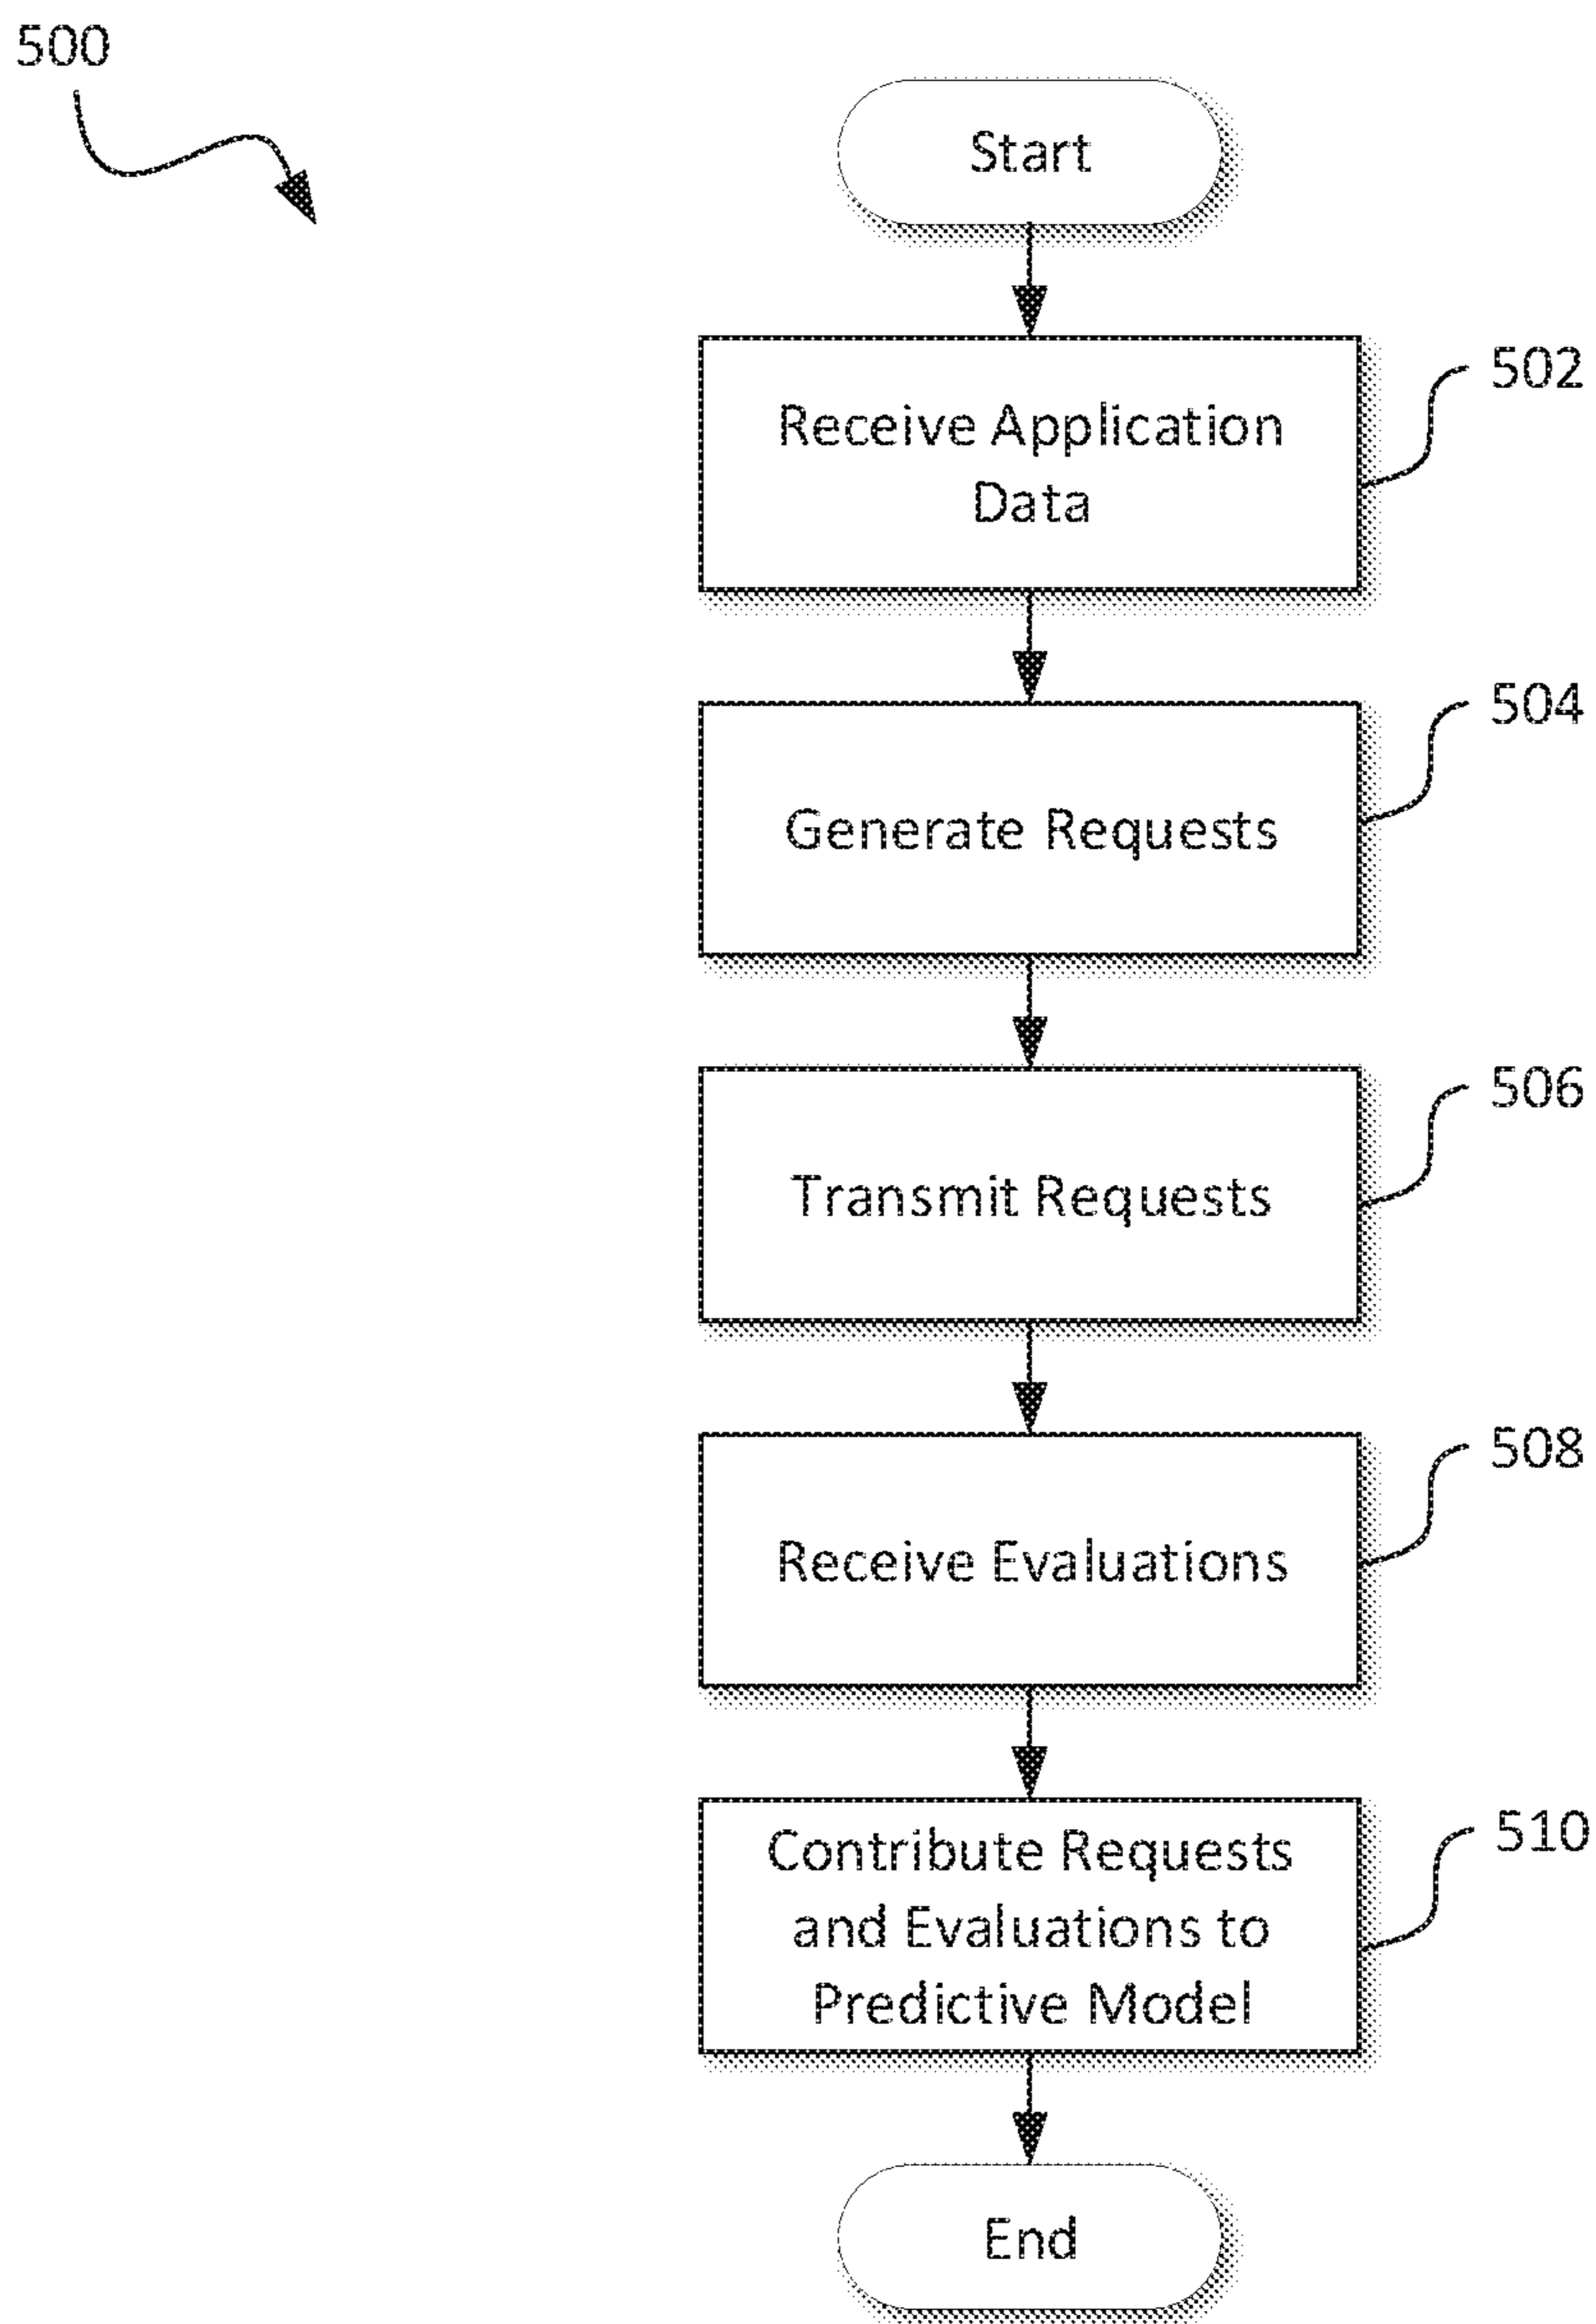 500
Start
502
Receive Application
Data
504
Generate Requests
506
Transmit Requests
508
Receive Evaluations
510
Contribute Requests
and Evaluations to
Predictive Model
End